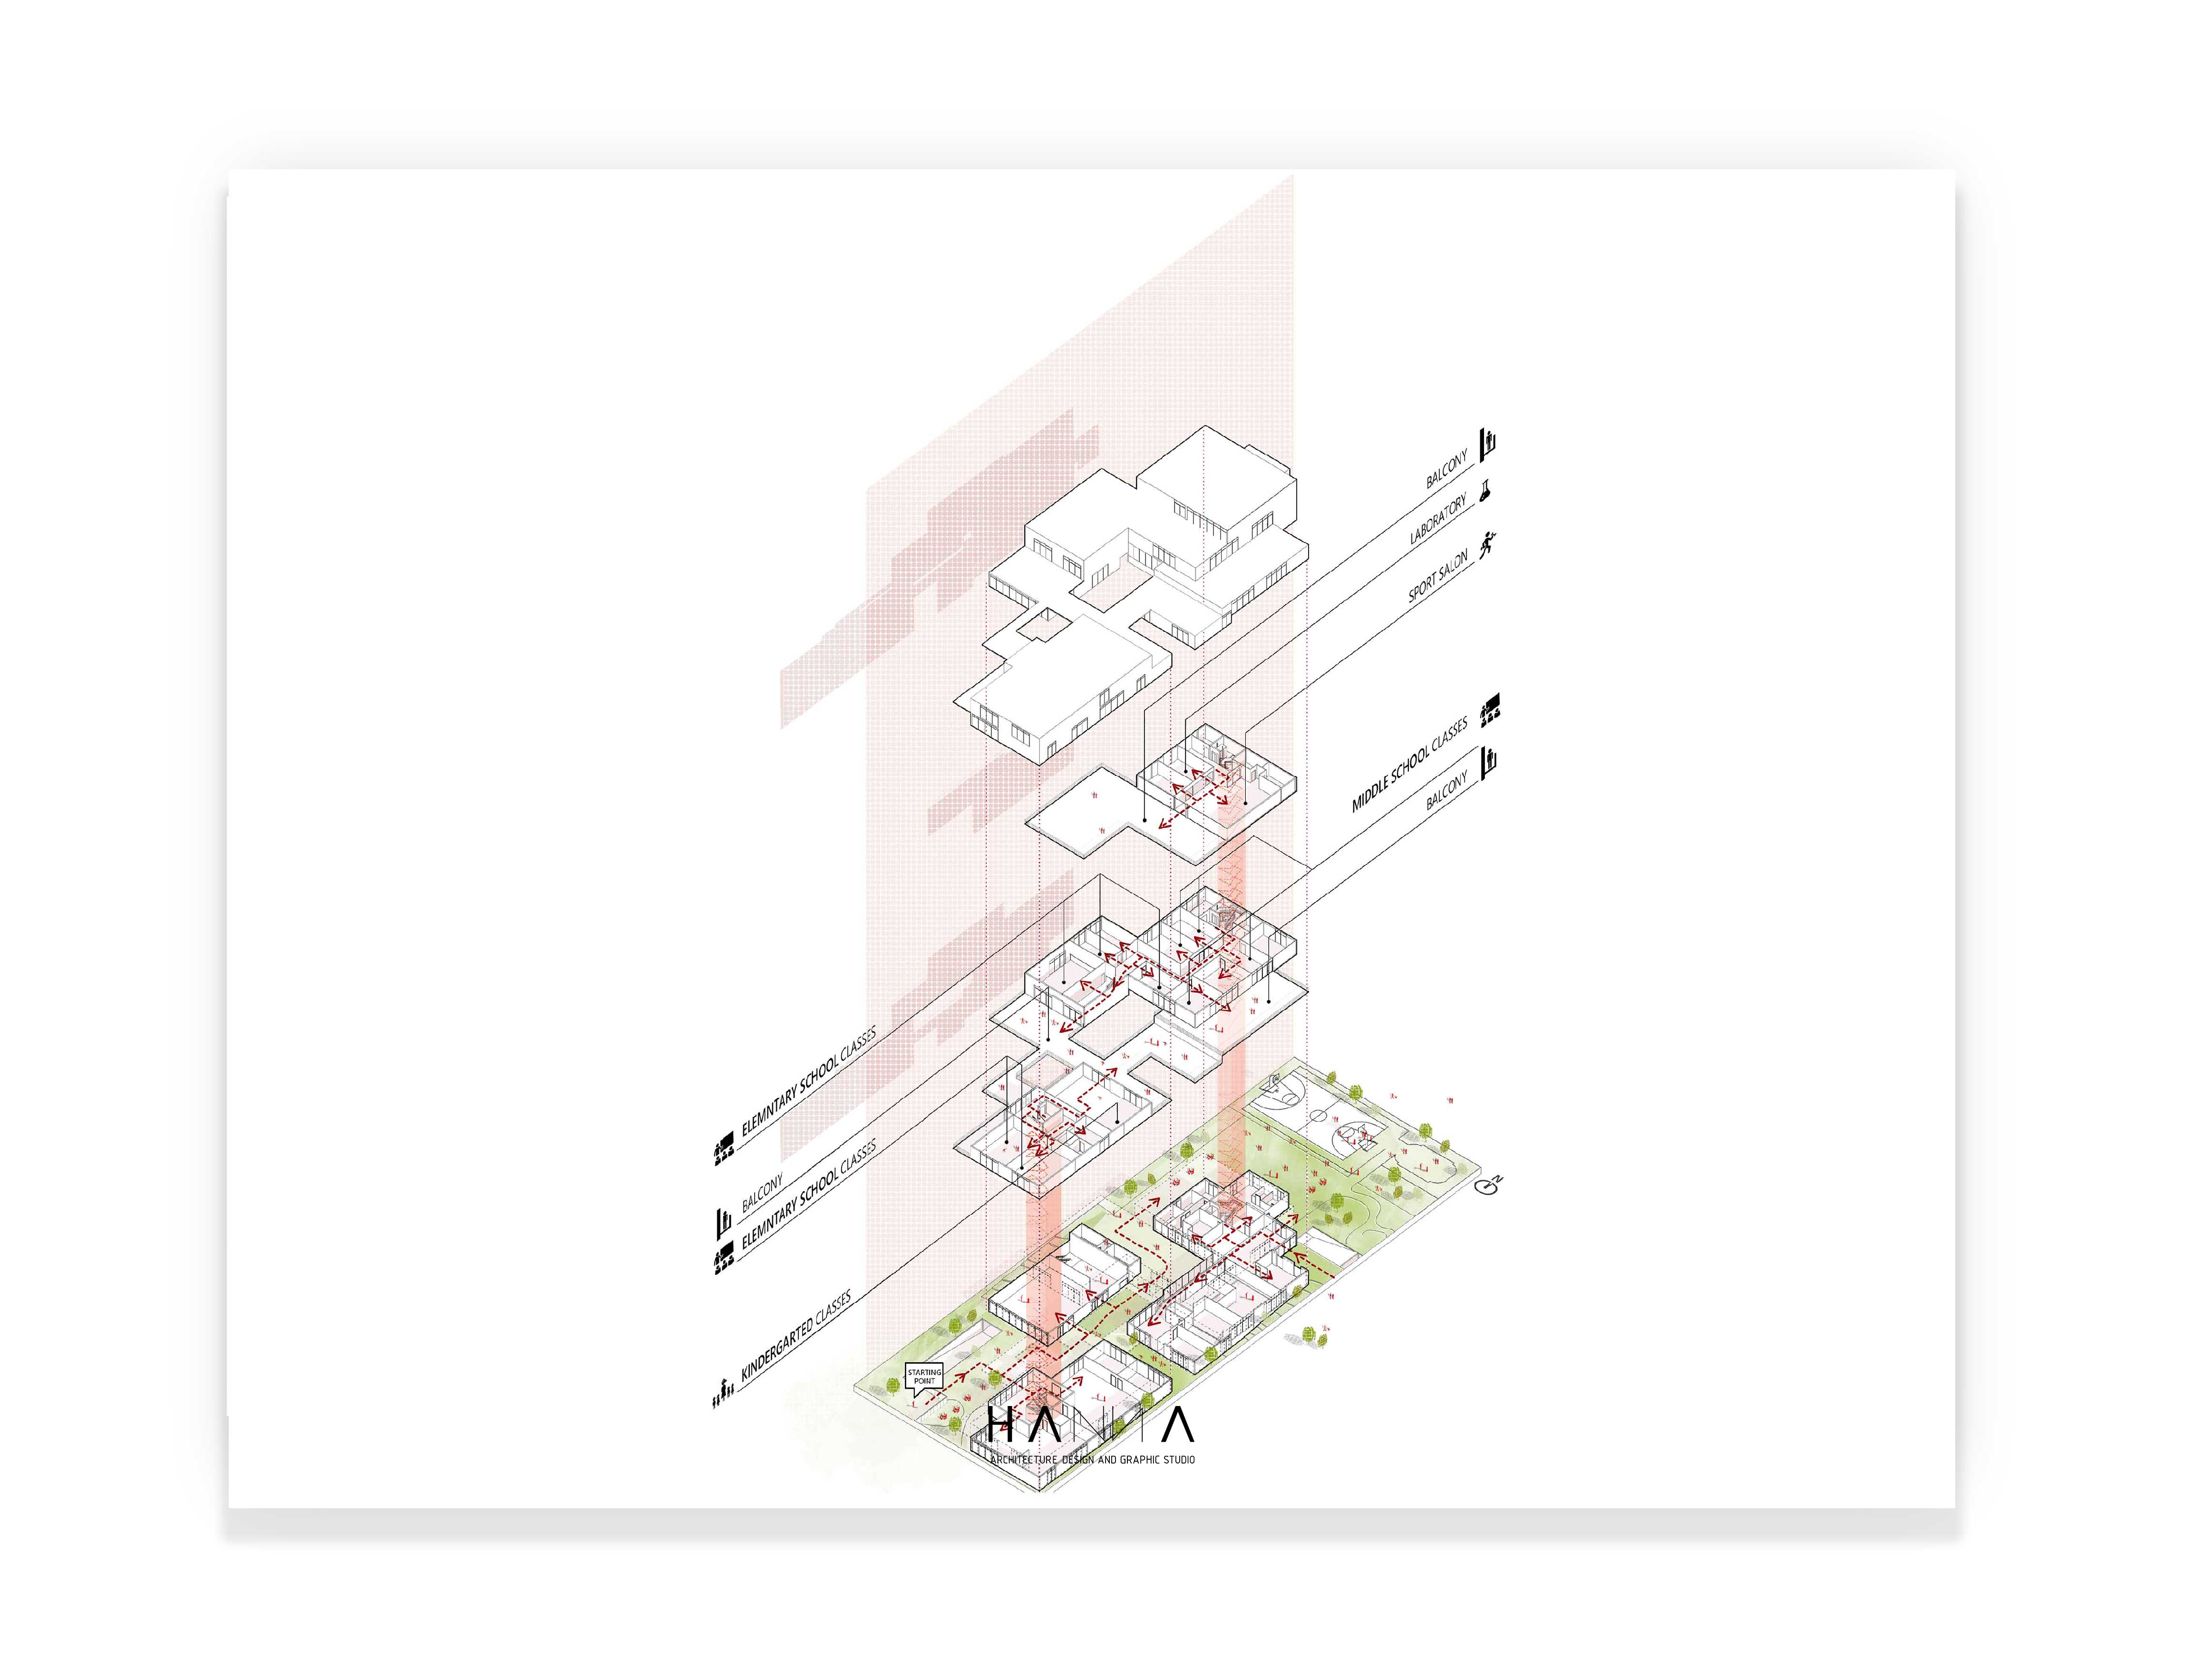 BALCONY
LABORATORY
SPORT SALON
MIDDLE SCHOOL CLASSES
BALCONY
ELEMNTARY SCHOOL CLASSES
BALCONY
ELEMNTARY SCHOOL CLASSES
KINDERGARTED CLASSES
N
STARTING
POINT
ARCHITECTURE DESIGN AND GRAPHIC STUDIO